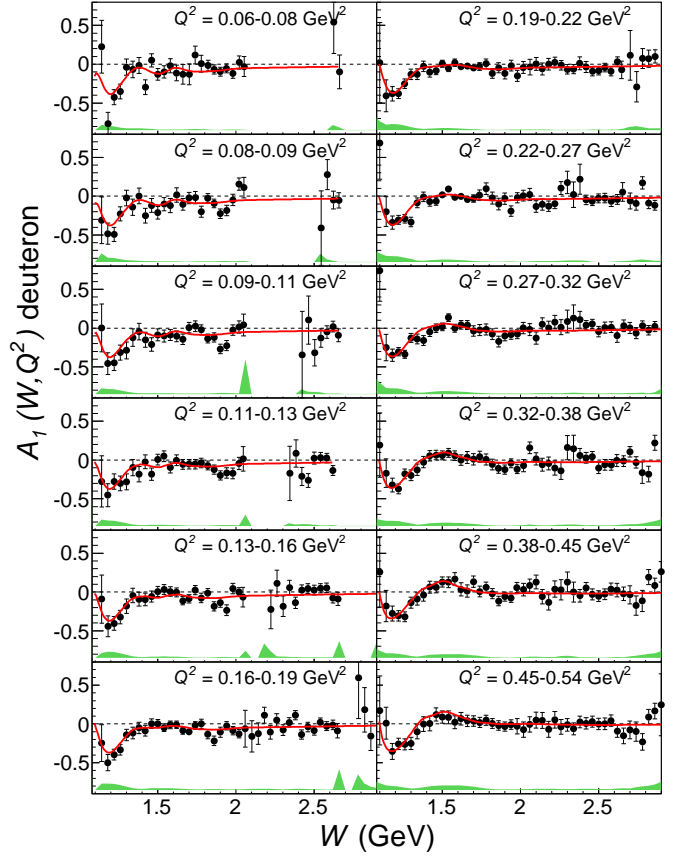 Q² = 0.06-0.08 GeV²
Q² = 0.19-0.22 GeV²
0.5
0
-0.5
Q² = 0.08-0.09 GeV²
Q² = 0.22-0.27 GeV²
0.5
0
-0.5
Q² = 0.09-0.11 GeV²
Q² = 0.27-0.32 GeV²
0.5
0
-0.5
A₁ (W,Q²) deuteron
Q² = 0.11-0.13 GeV²
Q² = 0.32-0.38 GeV²
0.5
0
-0.5
Q² = 0.13-0.16 GeV²
Q² = 0.38-0.45 GeV²
0.5
0
-0.5
Q² = 0.16-0.19 GeV²
Q² = 0.45-0.54 GeV²
0.5
0
-0.5
1.5 2 2.5 1.5 2 2.5
W (GeV)